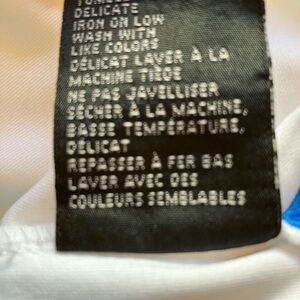 TUMBLE
DELICATE
IRON ON LOW
WASH WITH
LIKE COLORS
DÉLICAT LAVER À LA
MACHINE TIÈDE
NE PAS JAVELLISER
SÉCHER À LA MACHINE,
BASSE TEMPÉRATURE,
DÉLICAT
REPASSER À FER BAS
LAVER AVEC DES
COULEURS SEMBLABLES